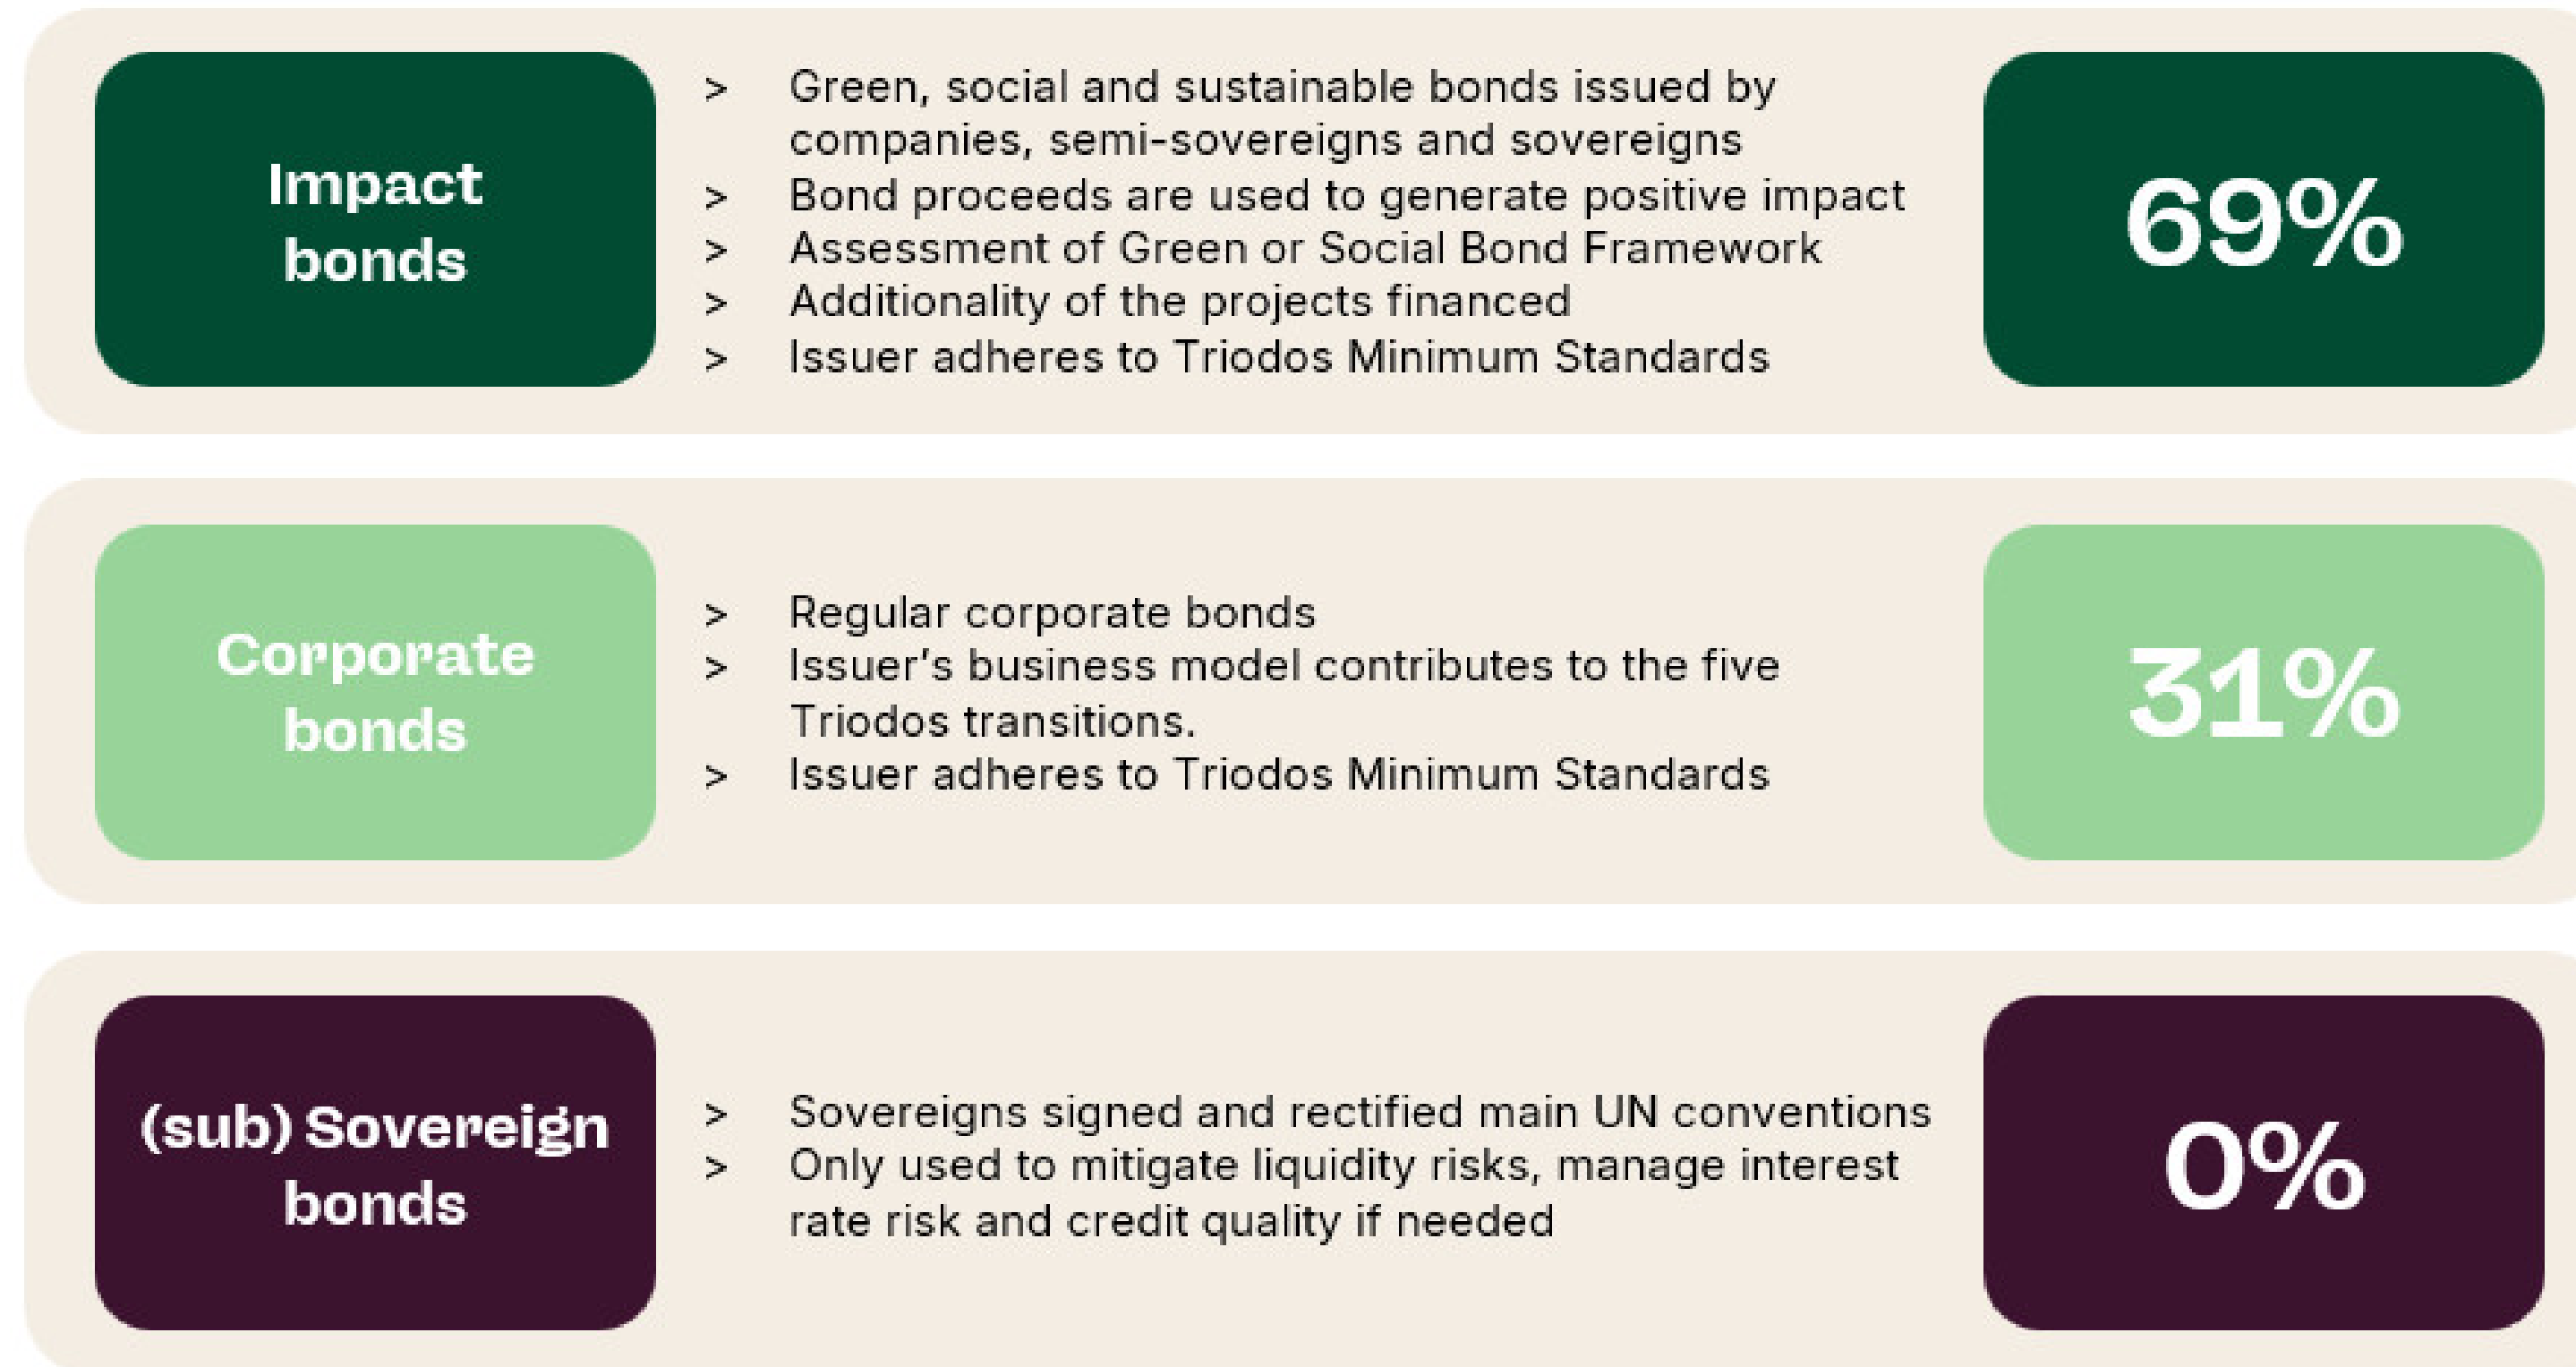 Impact
bonds
> Green, social and sustainable bonds issued by
companies, semi-sovereigns and sovereigns
> Bond proceeds are used to generate positive impact
> Assessment of Green or Social Bond Framework
> Additionality of the projects financed
> Issuer adheres to Triodos Minimum Standards
69%
Corporate
bonds
> Regular corporate bonds
> Issuer's business model contributes to the five
Triodos transitions.
> Issuer adheres to Triodos Minimum Standards
31%
(sub) Sovereign
bonds
> Sovereigns signed and rectified main UN conventions
> Only used to mitigate liquidity risks, manage interest
rate risk and credit quality if needed
0%